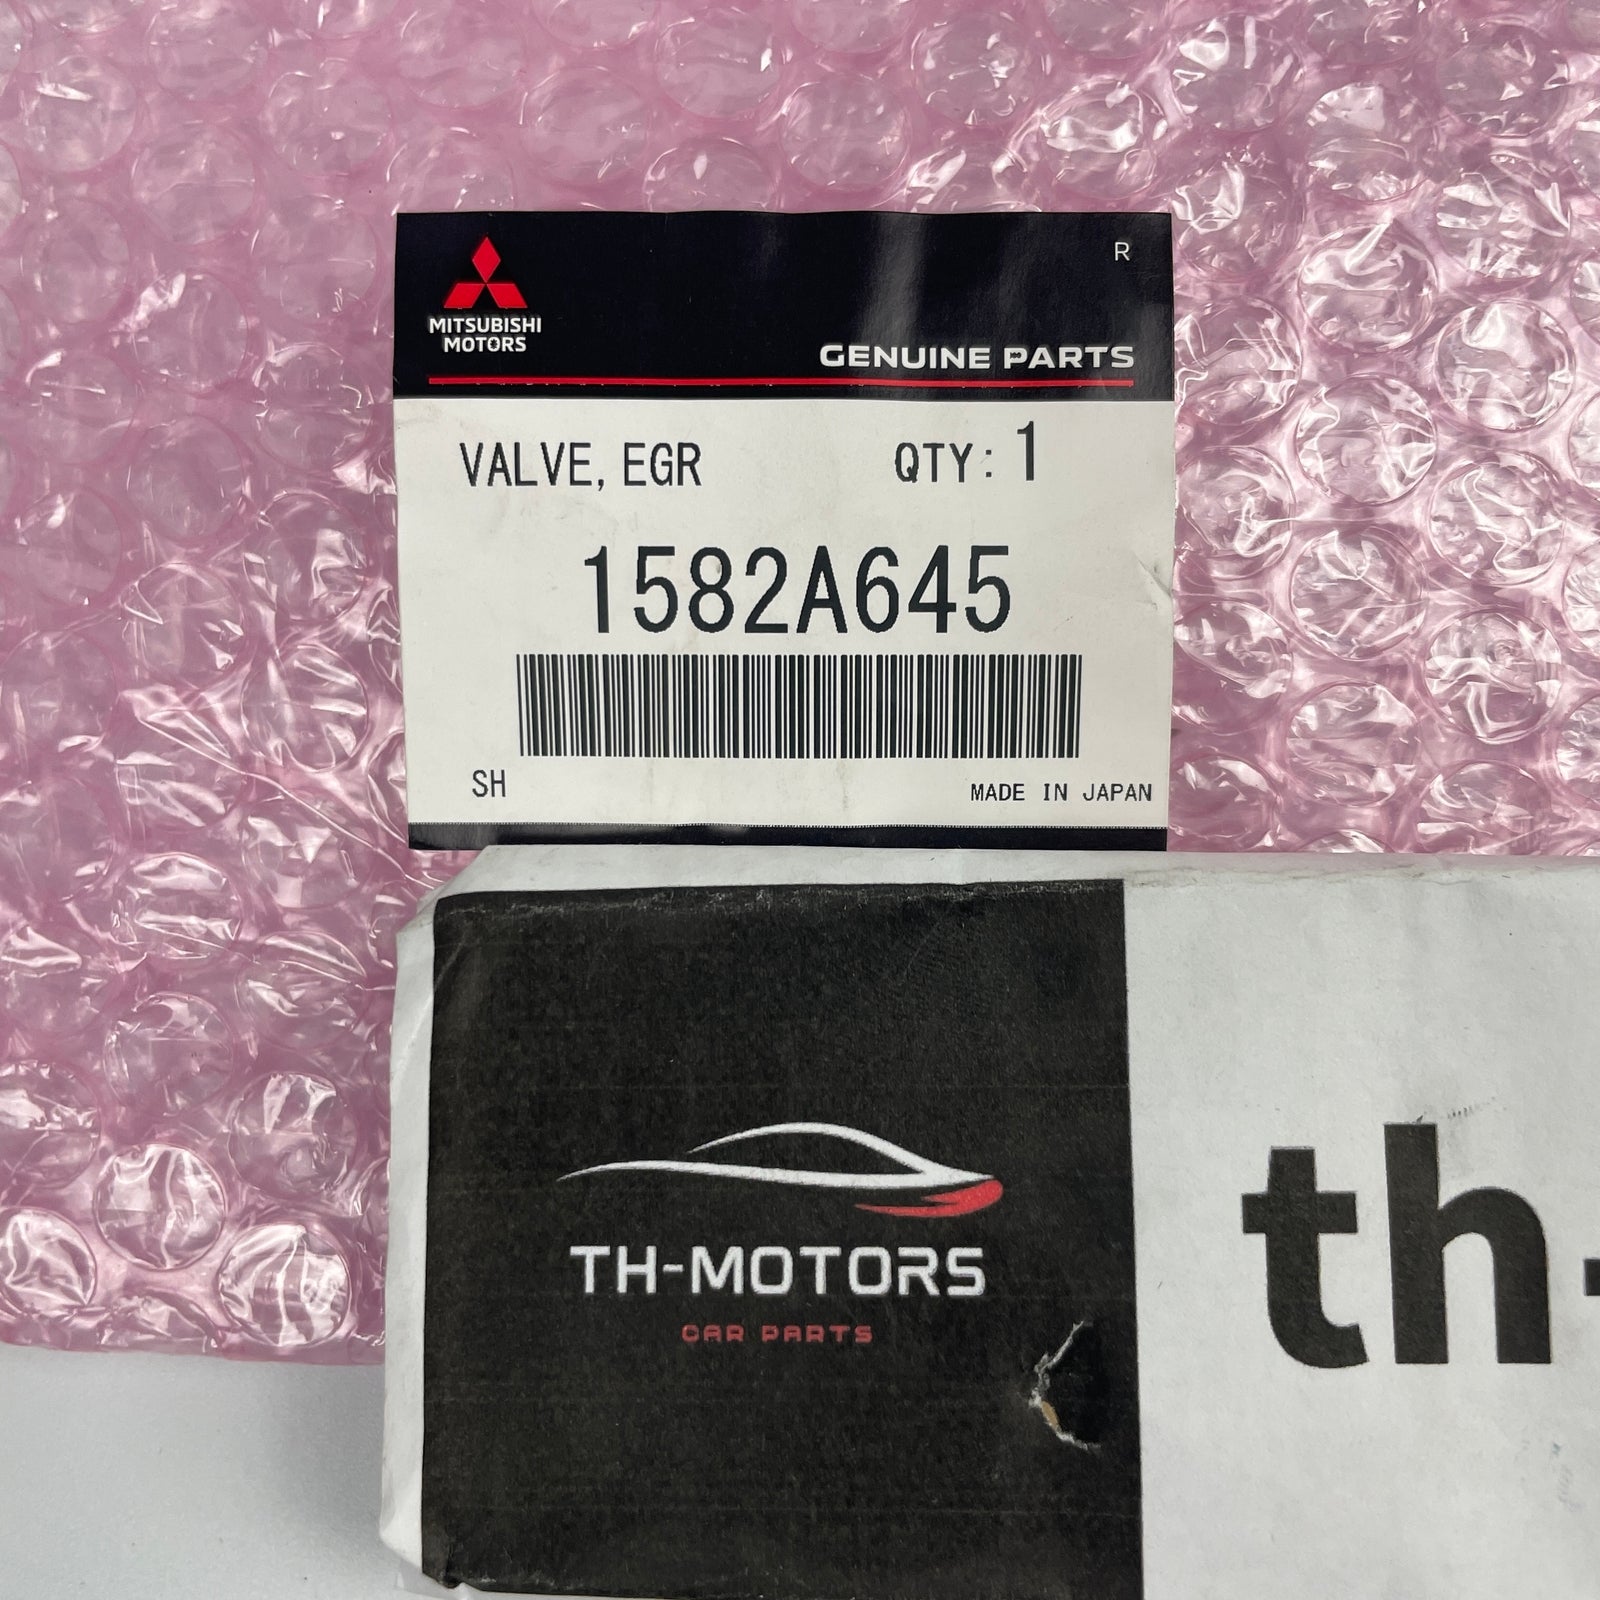 R
MITSUBISHI
MOTORS
GENUINE PARTS
VALVE, EGR QTY: 1
1582A645
SH MADE IN JAPAN
TH-MOTORS
CAR PARTS
th-